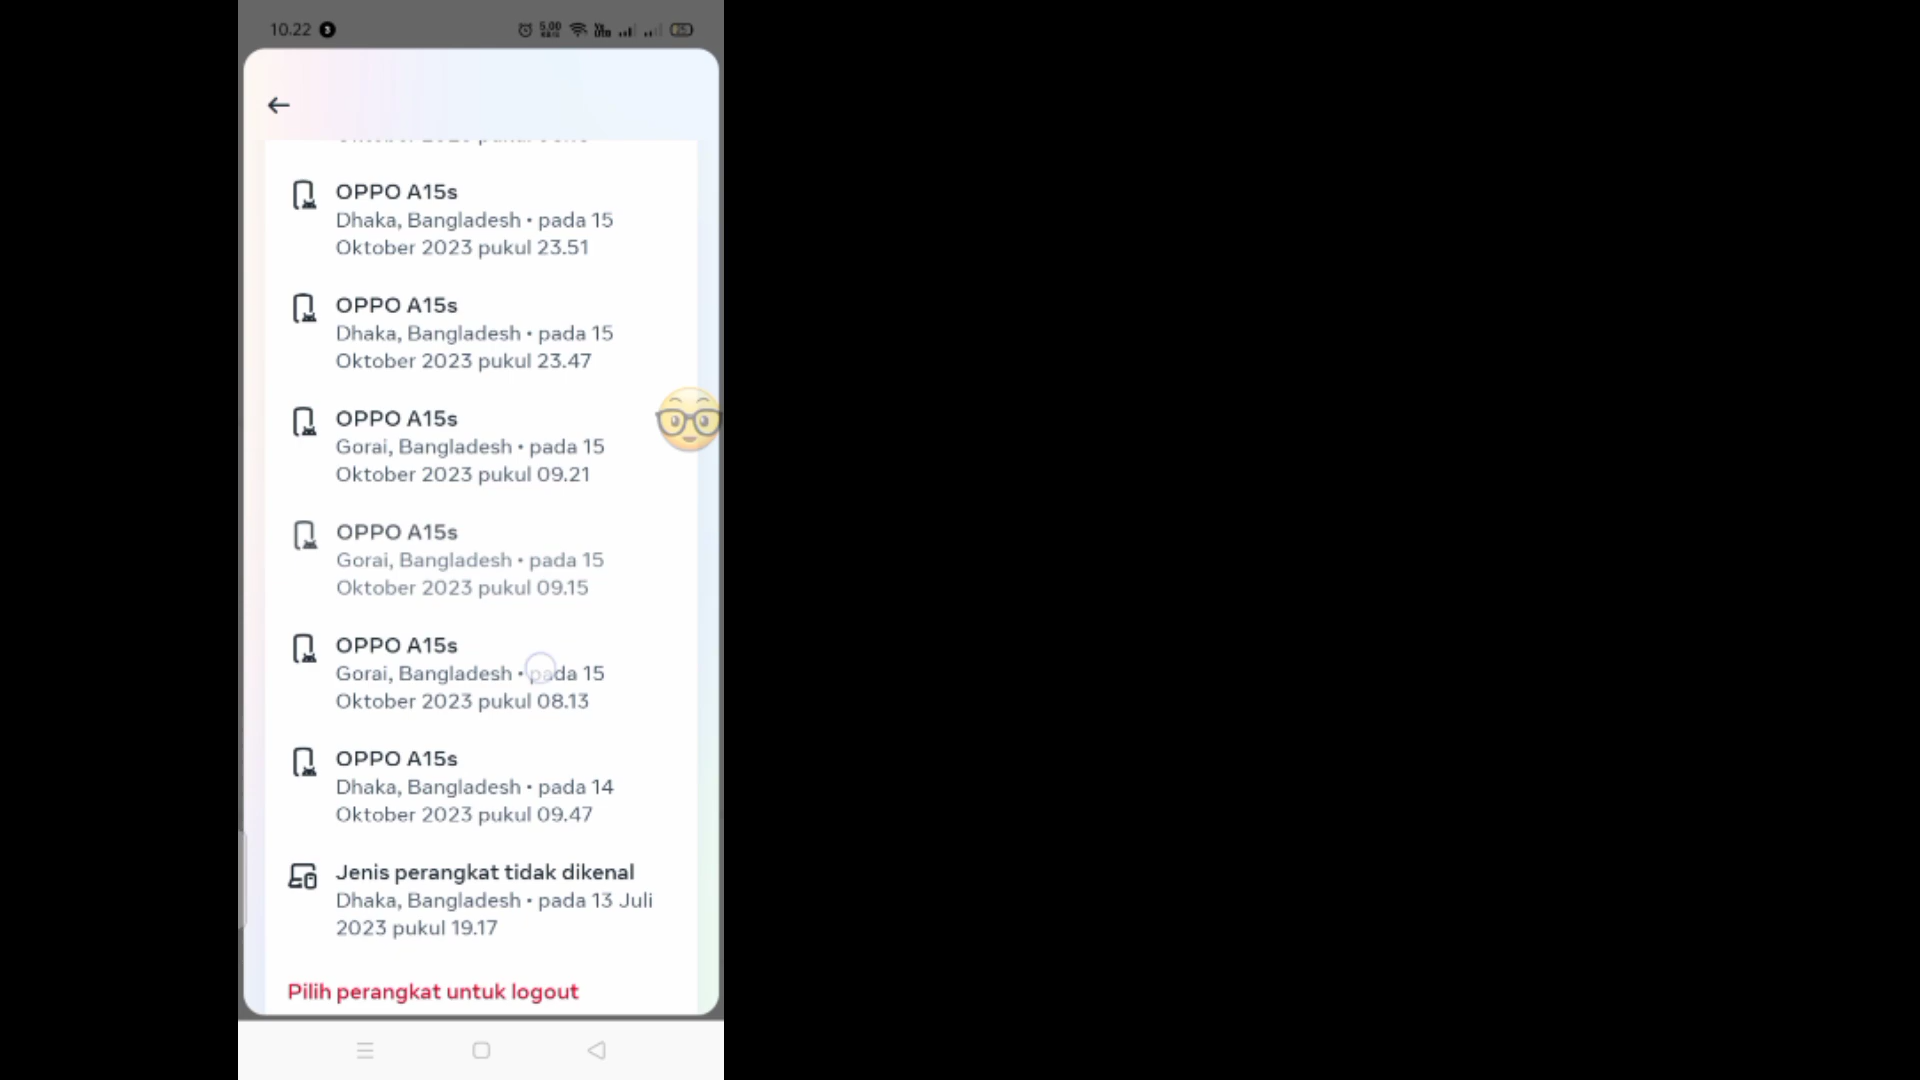 10.22
5.00
OPPO A15s
Dhaka, Bangladesh • pada 15
Oktober 2023 pukul 23.51
OPPO A15s
Dhaka, Bangladesh • pada 15
Oktober 2023 pukul 23.47
OPPO A15s
Gorai, Bangladesh • pada 15
Oktober 2023 pukul 09.21
OPPO A15s
Gorai, Bangladesh • pada 15
Oktober 2023 pukul 09.15
OPPO A15s
Gorai, Bangladesh • pada 15
Oktober 2023 pukul 08.13
OPPO A15s
Dhaka, Bangladesh • pada 14
Oktober 2023 pukul 09.47
Jenis perangkat tidak dikenal
Dhaka, Bangladesh • pada 13 Juli
2023 pukul 19.17
Pilih perangkat untuk logout